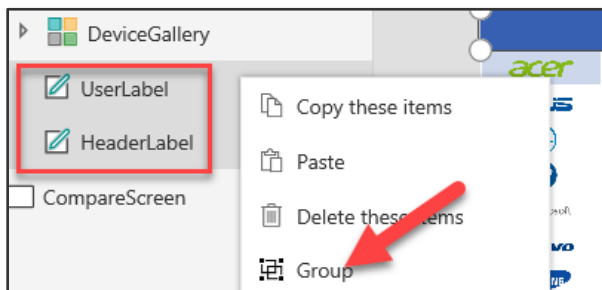 DeviceGallery
UserLabel
HeaderLabel
CompareScreen
Copy these items
Paste
Delete these items
Group
acer